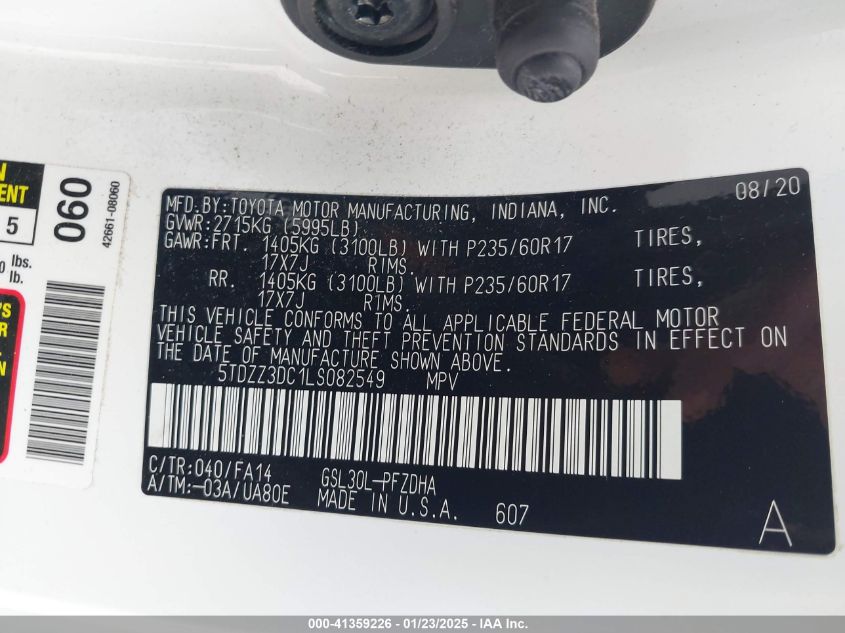 MFD.BY:TOYOTA MOTOR MANUFACTURING, INDIANA, INC. 08/20
GVWR:2715KG (5995LB)
GAWR:FRT. 1405KG (3100LB) WITH P235/60R17 TIRES,
17X7J RIMS.
RR. 1405KG (3100LB) WITH P235/60R17 TIRES,
17X7J RIMS.
THIS VEHICLE CONFORMS TO ALL APPLICABLE FEDERAL MOTOR
VEHICLE SAFETY AND THEFT PREVENTION STANDARDS IN EFFECT ON
THE DATE OF MANUFACTURE SHOWN ABOVE.
5TDZZ3DC1LS082549 MPV
C/TR:040/FA14 GSL30L-PFZDHA
A/TM:-03A/UA80E MADE IN U.S.A. 607
A
060
42661-08060
5
0 lbs.
lb.
000-41359226 - 01/23/2025 - IAA Inc.